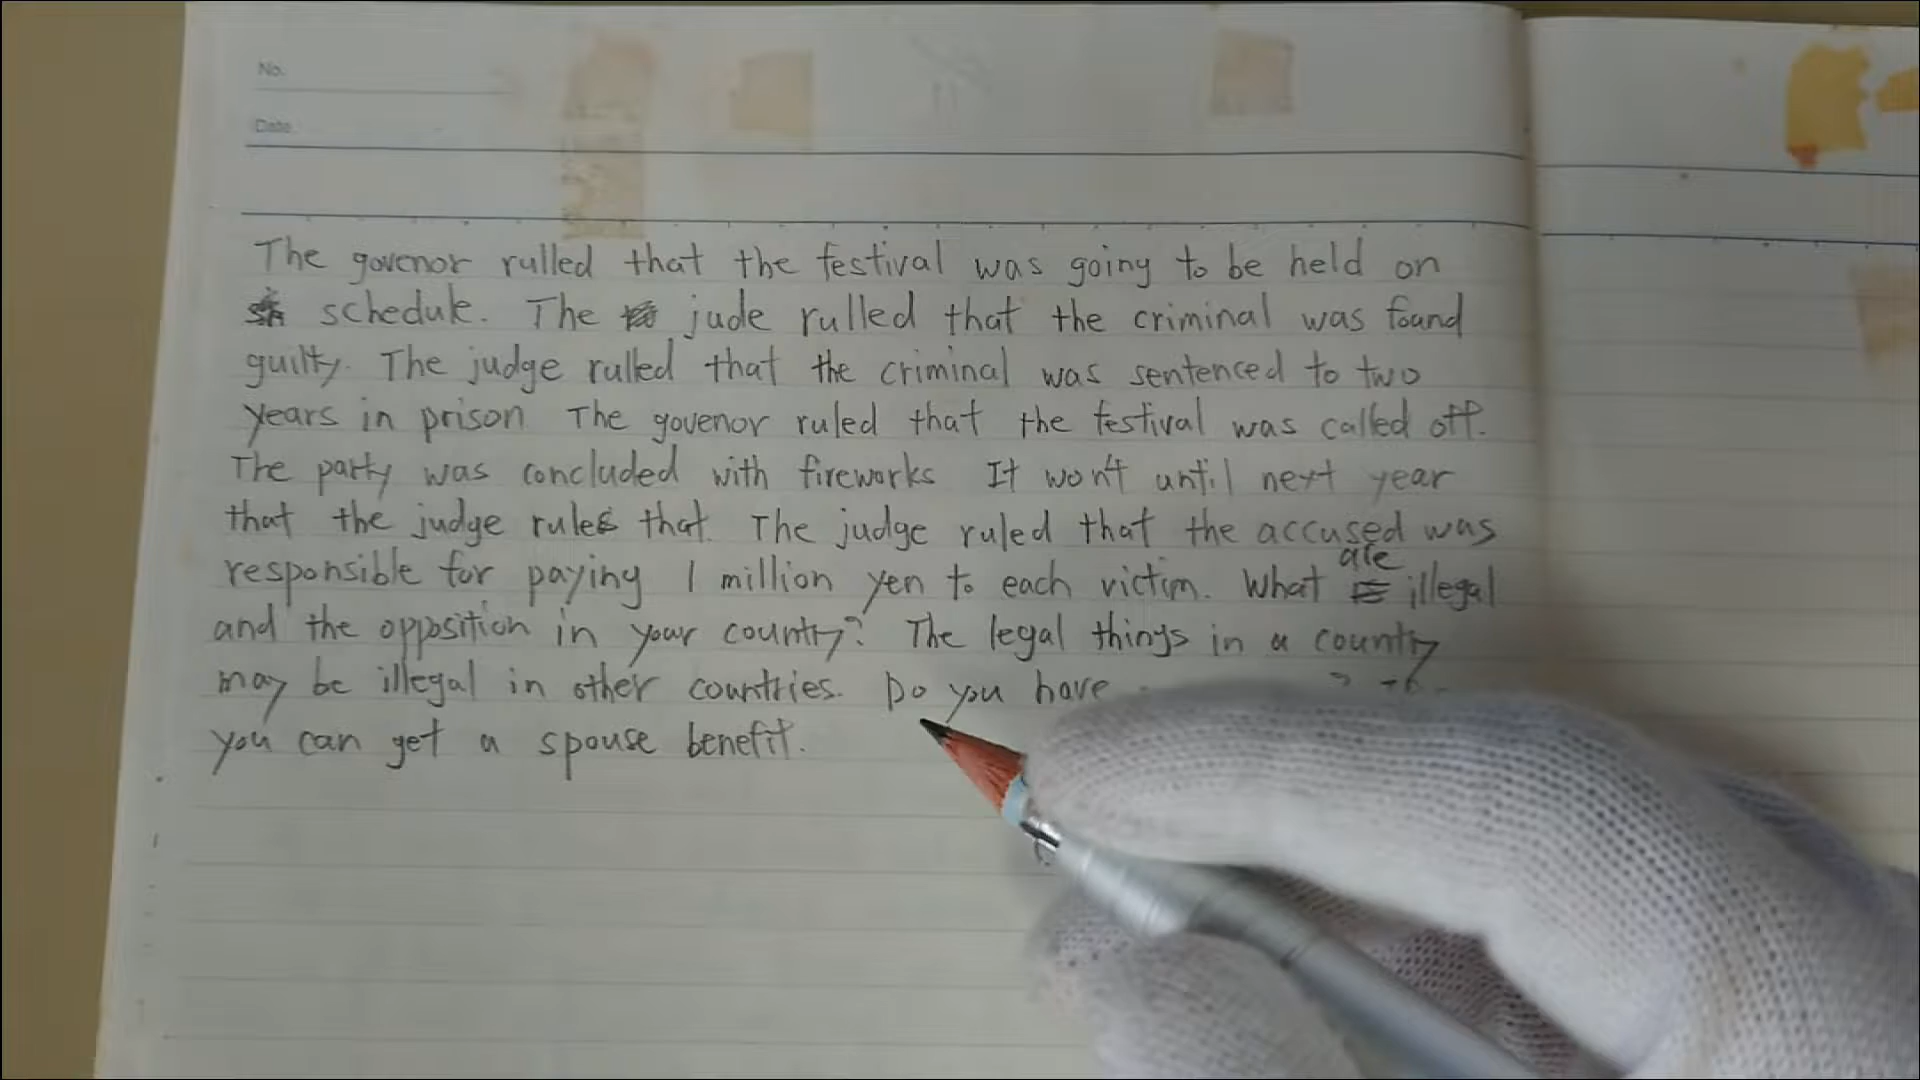 No.
Date
The govenor rulled that the festival was going to be held on
schedule. The jude rulled that the criminal was found
guilty. The judge rulled that the criminal was sentenced to two
years in prison The govenor ruled that the festival was called off.
The party was concluded with fireworks It won't until next year
that the judge rules that. The judge ruled that the accused was
responsible for paying 1 million yen to each victim. What are illegal
and the opposition in your country? The legal things in a country
may be illegal in other countries. Do you have
you can get a spouse benefit.